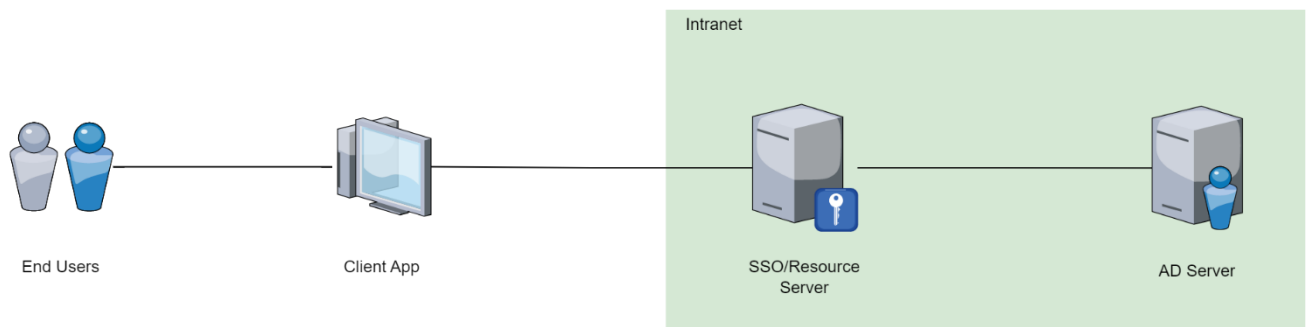 Intranet
End Users
Client App
SSO/Resource
Server
AD Server